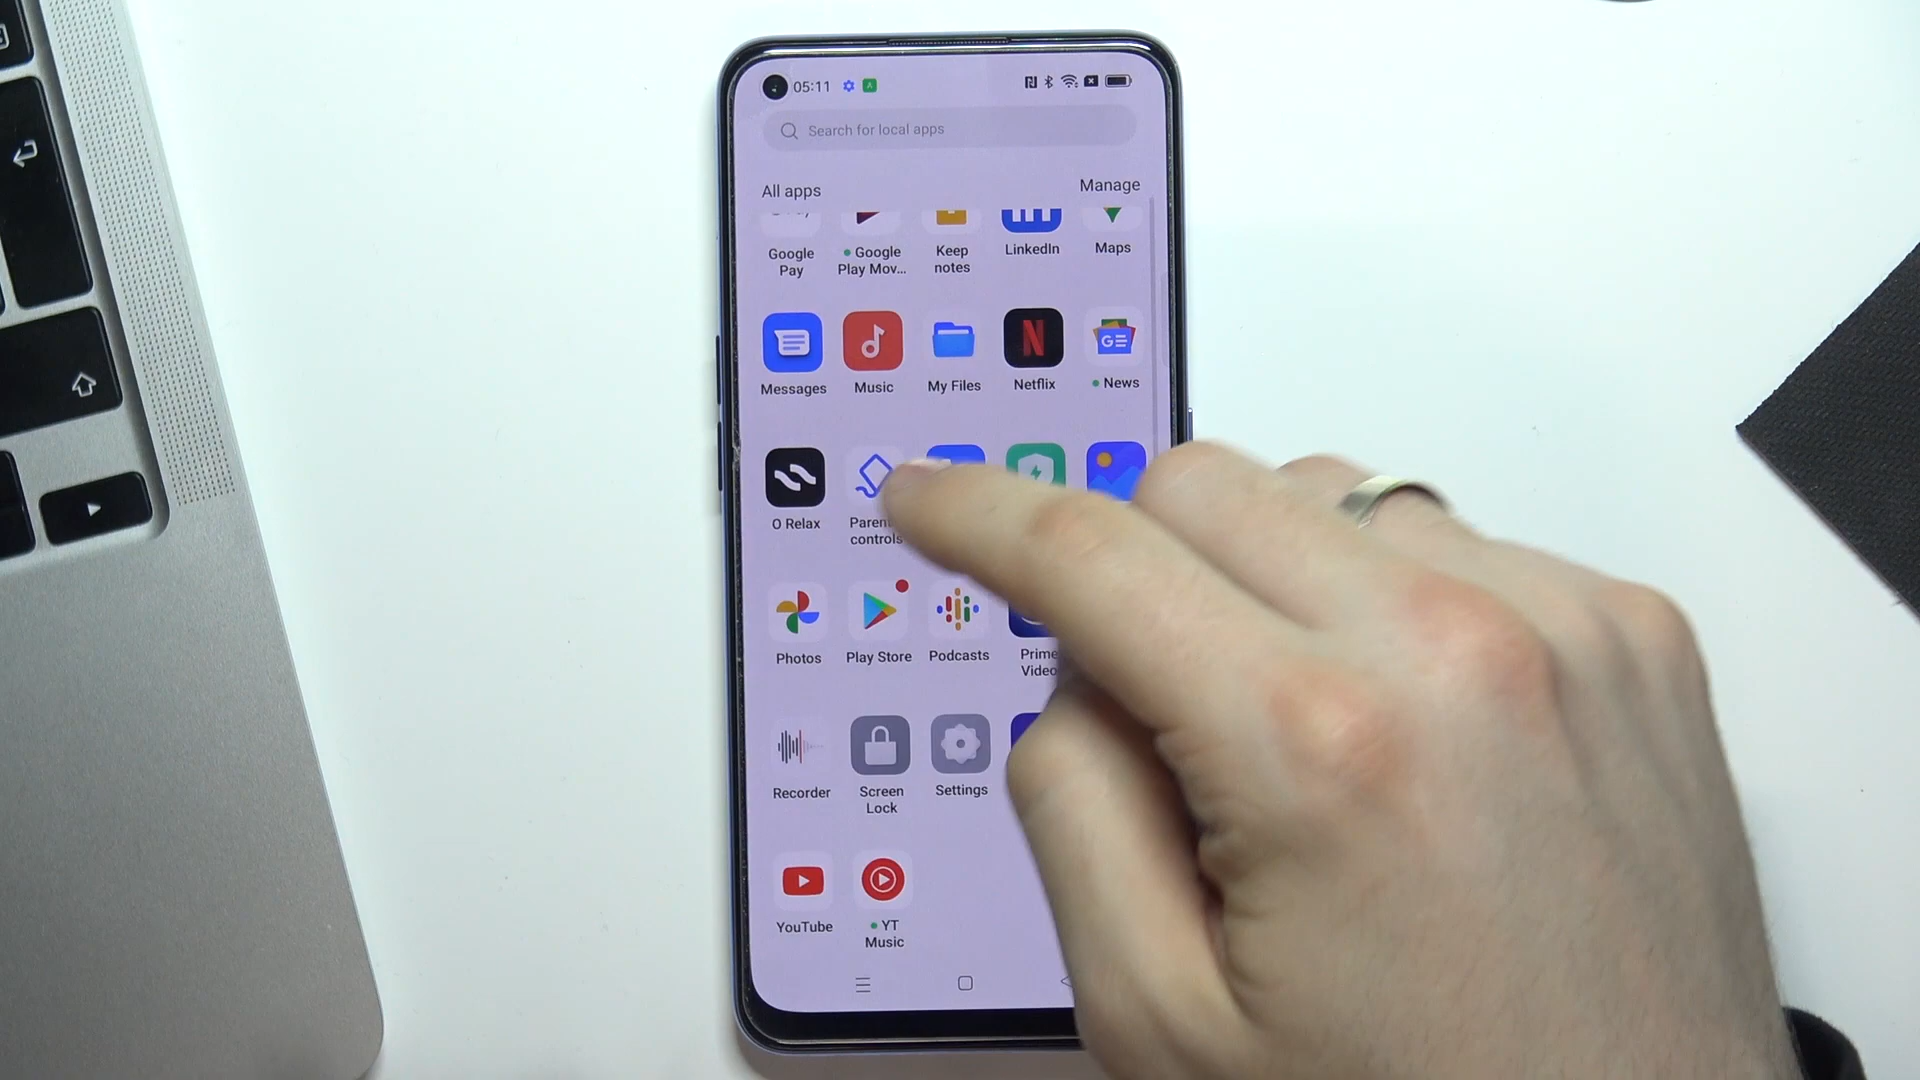 05:11
Search for local apps
All apps
Manage
Google Pay
Google Play Mov...
Keep notes
LinkedIn
Maps
Messages
Music
My Files
N
Netflix
GE
News
O Relax
controls
Photos
Play Store
Podcasts
Prime Video
Recorder
Screen Lock
Settings
YouTube
YT Music